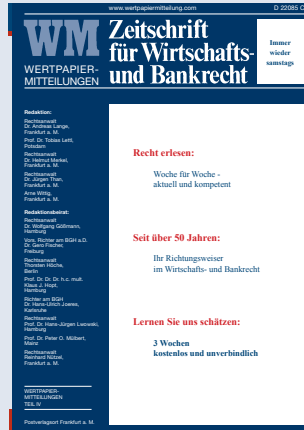 www.wertpapiermitteilung.com
D 22085 C
WM
WERTPAPIER-
MITTEILUNGEN
Zeitschrift
für Wirtschafts-
und Bankrecht
Immer
wieder
samstags
Redaktion:
Rechtsanwalt
Dr. Andreas Lange,
Frankfurt a. M.
Prof. Dr. Tobias Lettl,
Potsdam
Rechtsanwalt
Dr. Helmut Merkel,
Frankfurt a. M.
Rechtsanwalt
Dr. Jürgen Than,
Frankfurt a. M.
Arne Wittig,
Frankfurt a. M.
Redaktionsbeirat:
Rechtsanwalt
Dr. Wolfgang Gößmann,
Hamburg
Vors. Richter am BGH a.D.
Dr. Gero Fischer,
Freiburg
Rechtsanwalt
Thorsten Höche,
Berlin
Prof. Dr. Dr. Dr. h.c. mult.
Klaus J. Hopt,
Hamburg
Richter am BGH
Dr. Hans-Ulrich Joeres,
Karlsruhe
Rechtsanwalt
Prof. Dr. Hans-Jürgen Lwowski,
Hamburg
Prof. Dr. Peter O. Mülbert,
Mainz
Rechtsanwalt
Reinhard Nützel,
Frankfurt a. M.
WERTPAPIER-
MITTEILUNGEN
TEIL IV
Postverlagsort Frankfurt a. M.
Recht erlesen:
Woche für Woche -
aktuell und kompetent
Seit über 50 Jahren:
Ihr Richtungsweiser
im Wirtschafts- und Bankrecht
Lernen Sie uns schätzen:
3 Wochen
kostenlos und unverbindlich